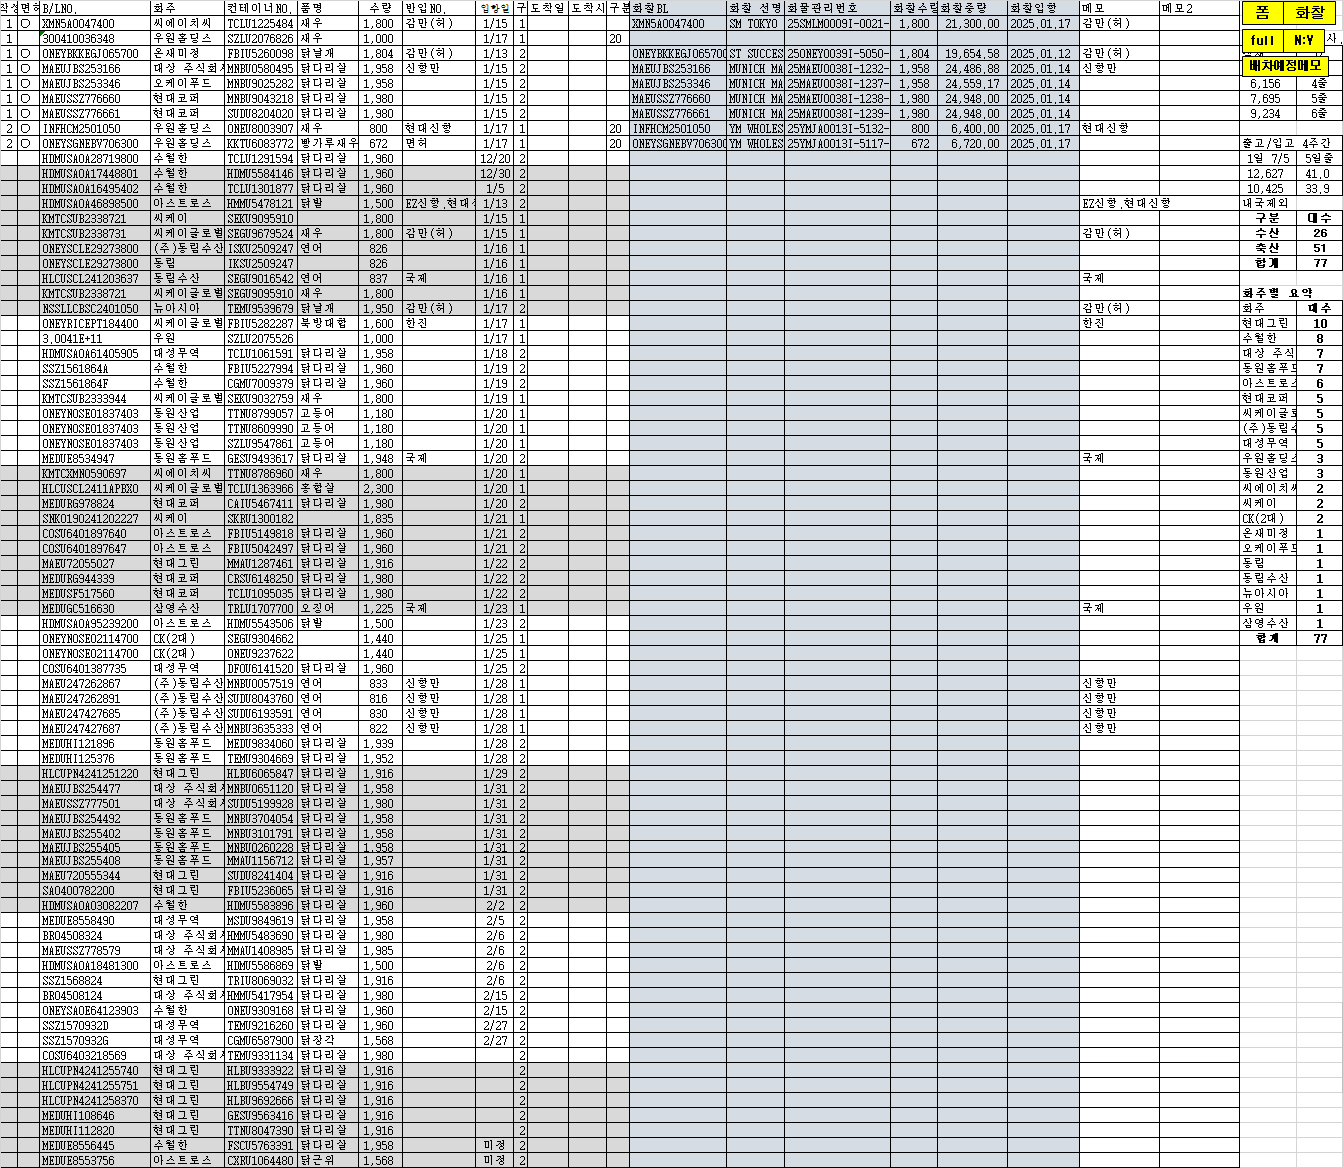 작성 면허 B/LNO. 화주 컨테이너NO. 품명 수량 반입NO. 입항일 구 도착일 도착시 구분 화찰BL 화찰 선명 화물관리번호 화찰수량 화찰중량 화찰입항 메모 메모2 폼 화찰
1 XMN5A0047400 씨에이치씨 TCLU1225484 새우 1,800 감만(허) 1/15 1 XMN5A0047400 SM TOKYO 25SMLM0009I-0021- 1,800 21,300.00 2025.01.17 감만(허)
1 300410036348 우원홀딩스 SZLU2076826 새우 1,000 1/17 1 20 full N:Y
1 ○ ONEYBKKEGJ065700 온새미정 FBIU5260098 닭날개 1,804 감만(허) 1/13 2 ONEYBKKEGJ065700 ST SUCCES 25ONEY0039I-5050- 1,804 19,654.58 2025.01.12 감만(허)
1 ○ MAEUJBS253166 대상 주식회사 MNBU0580495 닭다리살 1,958 신항만 1/15 2 MAEUJBS253166 MUNICH MA 25MAEU0038I-1232- 1,958 24,486.88 2025.01.14 신항만 배차예정메모
1 ○ MAEUJBS253346 오케이푸드 MNBU9025282 닭다리살 1,958 1/15 2 MAEUJBS253346 MUNICH MA 25MAEU0038I-1237- 1,958 24,559.17 2025.01.14 6,156 4줄
1 ○ MAEUSSZ776660 현대코퍼 MNBU9043218 닭다리살 1,980 1/15 2 MAEUSSZ776660 MUNICH MA 25MAEU0038I-1238- 1,980 24,948.00 2025.01.14 7,695 5줄
1 ○ MAEUSSZ776661 현대코퍼 SUDU8204020 닭다리살 1,980 1/15 2 MAEUSSZ776661 MUNICH MA 25MAEU0038I-1239- 1,980 24,948.00 2025.01.14 9,234 6줄
2 ○ INFHCM2501050 우원홀딩스 ONEU8003907 새우 800 현대신항 1/17 1 20 INFHCM2501050 YM WHOLES 25YMJA0013I-5132- 800 6,400.00 2025.01.17 현대신항
2 ○ ONEYSGNEBV706300 우원홀딩스 KKTU6083772 빵가루새우 672 면허 1/17 1 20 ONEYSGNEBV706300 YM WHOLES 25YMJA0013I-5117- 672 6,720.00 2025.01.17 출고/입고 4주간
HDMUSAOA28719800 수월한 TCLU1291594 닭다리살 1,960 12/20 2 1일 7/5 5일줄
HDMUSAOA17448801 수월한 HDMU5584146 닭다리살 1,960 12/30 2 12,627 41.0
HDMUSAOA16495402 수월한 TCLU1301877 닭다리살 1,960 1/5 2 10,425 33.9
HDMUSAOA46898500 아스트로스 HMMU5478121 닭발 1,500 EZ신항,현대신 1/13 2 EZ신항,현대신항 내국제외
KMTCSUB2338721 씨케이 SEKU9095910 1,800 1/15 1 구분 대수
KMTCSUB2338731 씨케이글로벌 SEGU9679524 새우 1,800 감만(허) 1/15 1 감만(허) 수산 26
ONEYSCLE29273800 (주)동림수산 ISKU2509247 연어 826 1/16 1 축산 51
ONEYSCLE29273800 동림 IKSU2509247 826 1/16 1 합계 77
HLCUSCL241203637 동림수산 SEGU9016542 연어 837 국제 1/16 1 국제
KMTCSUB2338721 씨케이글로벌 SEGU9095910 새우 1,800 1/16 1 화주별 요약
NSSLLCBSC2401050 뉴아시아 TEMU9539679 닭날개 1,950 감만(허) 1/17 2 감만(허) 화주 대수
ONEYRICEPT184400 씨케이글로벌 FBIU5282287 북방대합 1,600 한진 1/17 1 한진 현대그린 10
3.0041E+11 우원 SZLU2075526 1,000 1/17 1 수월한 8
HDMUSAOA61405905 대성무역 TCLU1061591 닭다리살 1,958 1/18 2 대상 주식 7
SSZ1561864A 수월한 FBIU5227994 닭다리살 1,960 1/19 2 동원홈푸드 7
SSZ1561864F 수월한 CGMU7009379 닭다리살 1,960 1/19 2 아스트로스 6
KMTCSUB2333944 씨케이글로벌 SEKU9032759 새우 1,800 1/19 1 현대코퍼 5
ONEYNOSE01837403 동원산업 TTNU8799057 고등어 1,180 1/20 1 씨케이글로 5
ONEYNOSE01837403 동원산업 TTNU8609990 고등어 1,180 1/20 1 (주)동림수 5
ONEYNOSE01837403 동원산업 SZLU9547861 고등어 1,180 1/20 1 대성무역 5
MEDUE8534947 동원홈푸드 GESU9493617 닭다리살 1,948 국제 1/20 2 국제 우원홀딩스 3
KMTCXMN0590697 씨에이치씨 TTNU8786960 새우 1,800 1/20 1 동원산업 3
HLCUSCL2411APBX0 씨케이글로벌 TCLU1363966 홍합살 2,300 1/20 1 씨에이치씨 2
MEDURG978824 현대코퍼 CAIU5467411 닭다리살 1,980 1/20 2 씨케이 2
SNKO190241202227 씨케이 SKRU1300182 1,835 1/21 1 CK(2대) 2
COSU6401897640 아스트로스 FBIU5149818 닭다리살 1,960 1/21 2 온새미정 1
COSU6401897647 아스트로스 FBIU5042497 닭다리살 1,960 1/21 2 오케이푸드 1
MAEU72055027 현대그린 MMAU1287461 닭다리살 1,916 1/22 2 동림 1
MEDURG944339 현대코퍼 CRSU6148250 닭다리살 1,980 1/22 2 동림수산 1
MEDUSF517560 현대코퍼 TCLU1095035 닭다리살 1,980 1/22 2 뉴아시아 1
MEDUGC516630 삼영수산 TRLU1707700 오징어 1,225 국제 1/23 1 국제 우원 1
HDMUSAOA95239200 아스트로스 HDMU5543506 닭발 1,500 1/23 2 삼영수산 1
ONEYNOSE02114700 CK(2대) SEGU9304662 1,440 1/25 1 합계 77
ONEYNOSE02114700 CK(2대) ONEU9237622 1,440 1/25 1
COSU6401387735 대성무역 DFOU6141520 닭다리살 1,960 1/25 2
MAEU247262867 (주)동림수산 MNBU0057519 연어 833 신항만 1/28 1 신항만
MAEU247262891 (주)동림수산 SUDU8043760 연어 816 신항만 1/28 1 신항만
MAEU247427685 (주)동림수산 SUDU6193591 연어 830 신항만 1/28 1 신항만
MAEU247427687 (주)동림수산 MNBU3635333 연어 822 신항만 1/28 1 신항만
MEDUHI121896 동원홈푸드 MEDU9834060 닭다리살 1,939 1/28 2
MEDUHI125376 동원홈푸드 TEMU9304669 닭다리살 1,952 1/28 2
HLCUPN4241251220 현대그린 HLBU6065847 닭다리살 1,916 1/29 2
MAEUJBS254477 대상 주식회사 MNBU0651120 닭다리살 1,958 1/31 2
MAEUSSZ777501 대상 주식회사 SUDU5199928 닭다리살 1,980 1/31 2
MAEUJBS254492 동원홈푸드 MNBU3704054 닭다리살 1,958 1/31 2
MAEUJBS255402 동원홈푸드 MNBU3101791 닭다리살 1,958 1/31 2
MAEUJBS255405 동원홈푸드 MNBU0260228 닭다리살 1,958 1/31 2
MAEUJBS255408 동원홈푸드 MMAU1156712 닭다리살 1,957 1/31 2
MAEU720555344 현대그린 SUDU8241404 닭다리살 1,916 1/31 2
SA0400782200 현대그린 FBIU5236065 닭다리살 1,916 1/31 2
HDMUSAOA03082207 수월한 HDMU5583896 닭다리살 1,960 2/2 2
MEDUE8558490 대성무역 MSDU9849619 닭다리살 1,958 2/5 2
BR04508324 대상 주식회사 HMMU5483690 닭다리살 1,980 2/6 2
MAEUSSZ778579 대상 주식회사 MMAU1408985 닭다리살 1,985 2/6 2
HDMUSAOA18481300 아스트로스 HDMU5586869 닭발 1,500 2/6 2
SSZ1568824 현대그린 TRIU8069032 닭다리살 1,916 2/6 2
BR04508124 대상 주식회사 HMMU5417954 닭다리살 1,980 2/15 2
ONEYSAOE64123903 수월한 ONEU9309168 닭다리살 1,960 2/15 2
SSZ1570932D 대성무역 TEMU9216260 닭다리살 1,960 2/27 2
SSZ1570932G 대성무역 CGMU6587900 닭장각 1,568 2/27 2
COSU6403218569 대상 주식회사 TEMU9331134 닭다리살 1,980 2
HLCUPN4241255740 현대그린 HLBU9333922 닭다리살 1,916 2
HLCUPN4241255751 현대그린 HLBU9554749 닭다리살 1,916 2
HLCUPN4241258370 현대그린 HLBU9692666 닭다리살 1,916 2
MEDUHI108646 현대그린 GESU9563416 닭다리살 1,916 2
MEDUHI112820 현대그린 TTNU8047390 닭다리살 1,916 2
MEDUE8556445 수월한 FSCU5763391 닭다리살 1,958 미정 2
MEDUE8553756 아스트로스 CXRU1064480 닭근위 1,568 미정 2